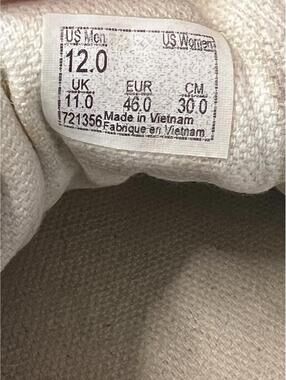 US Men US Women
12.0
UK EUR CM
11.0 46.0 30.0
721356 Made in Vietnam
Fabrique en Vietnam